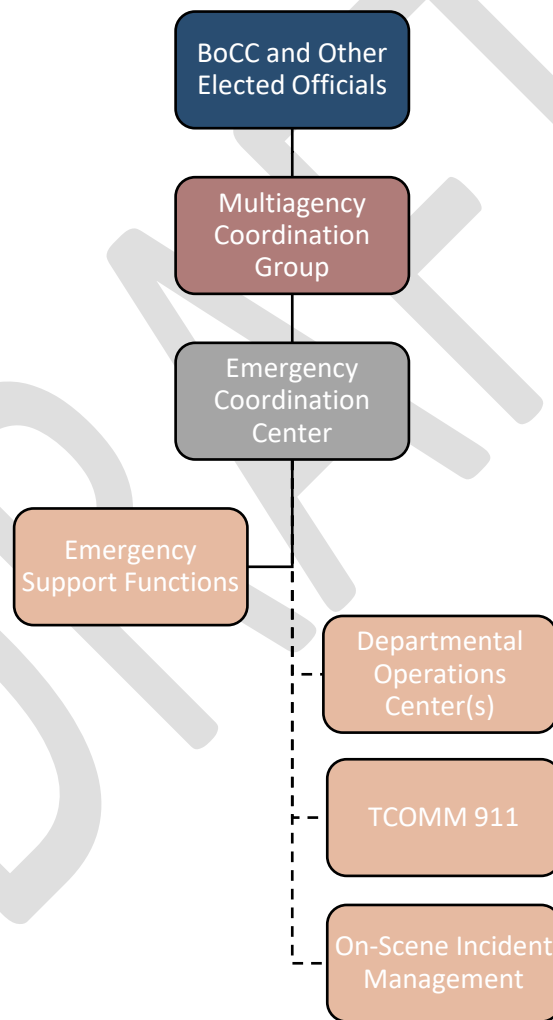 BoCC and Other
Elected Officials
Multiagency
Coordination
Group
Emergency
Coordination
Center
Emergency
Support Functions
Departmental
Operations
Center(s)
TCOMM 911
On-Scene Incident
Management
DRAFT